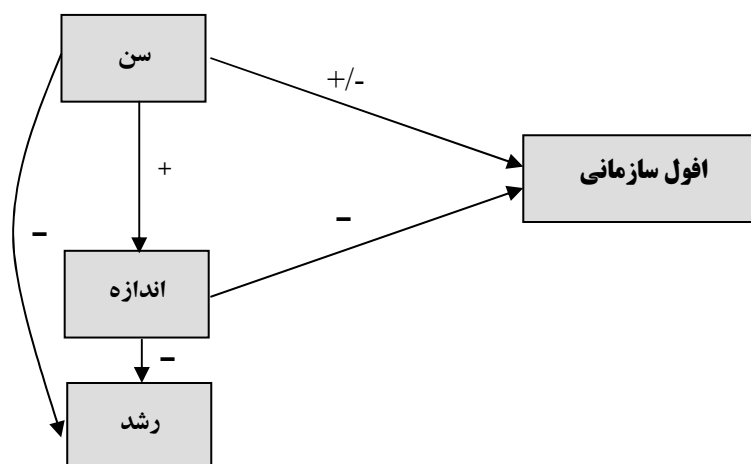 سن
+/-
افول سازمانی
+
-
-
اندازه
-
رشد